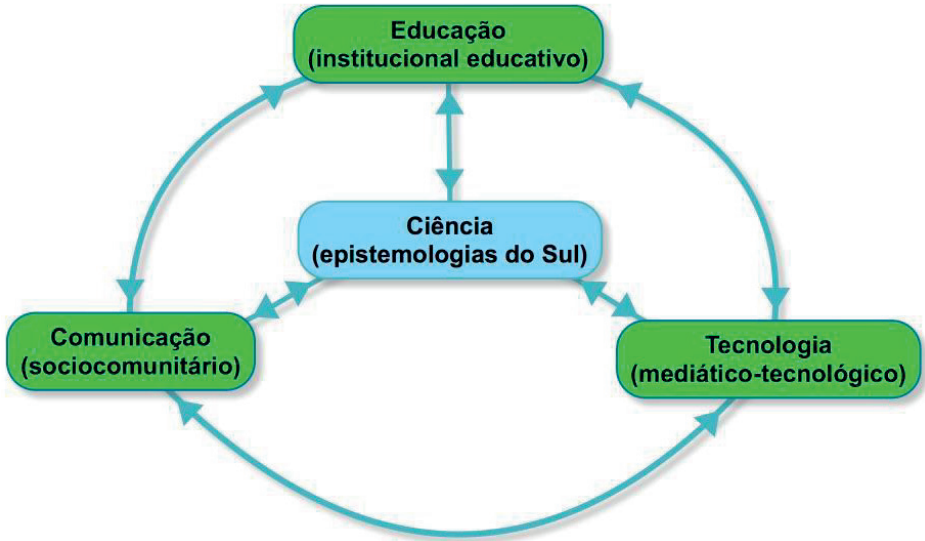 Educação
(institucional educativo)
Ciência
(epistemologias do Sul)
Comunicação
(sociocomunitário)
Tecnologia
(mediático-tecnológico)